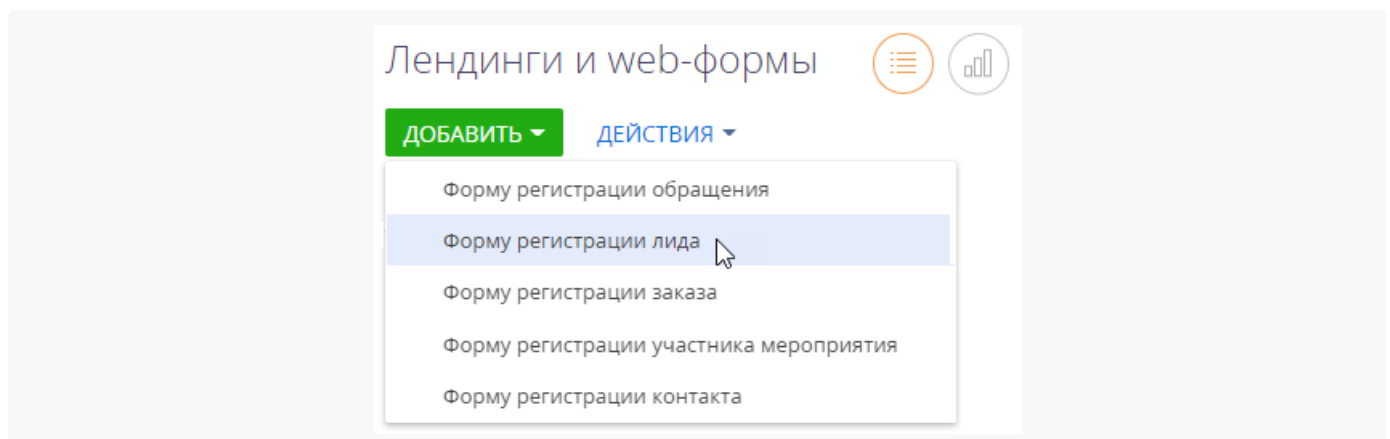 Лендинги и web-формы
ДОБАВИТЬ ДЕЙСТВИЯ
Форму регистрации обращения
Форму регистрации лида
Форму регистрации заказа
Форму регистрации участника мероприятия
Форму регистрации контакта